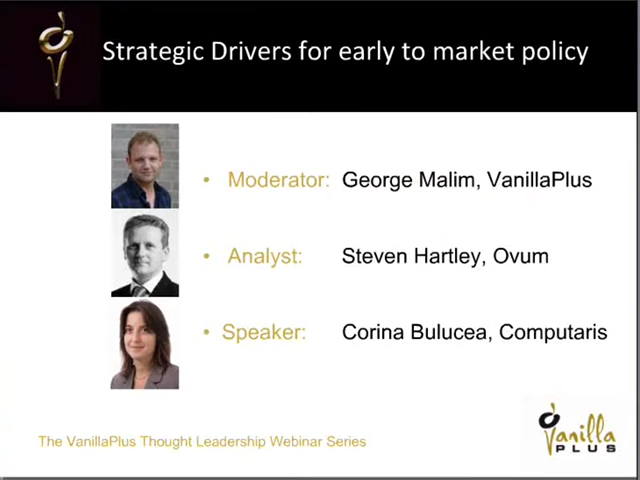 Strategic Drivers for early to market policy
• Moderator: George Malim, VanillaPlus
• Analyst: Steven Hartley, Ovum
• Speaker: Corina Bulucea, Computaris
The VanillaPlus Thought Leadership Webinar Series
Vanilla
PLUS